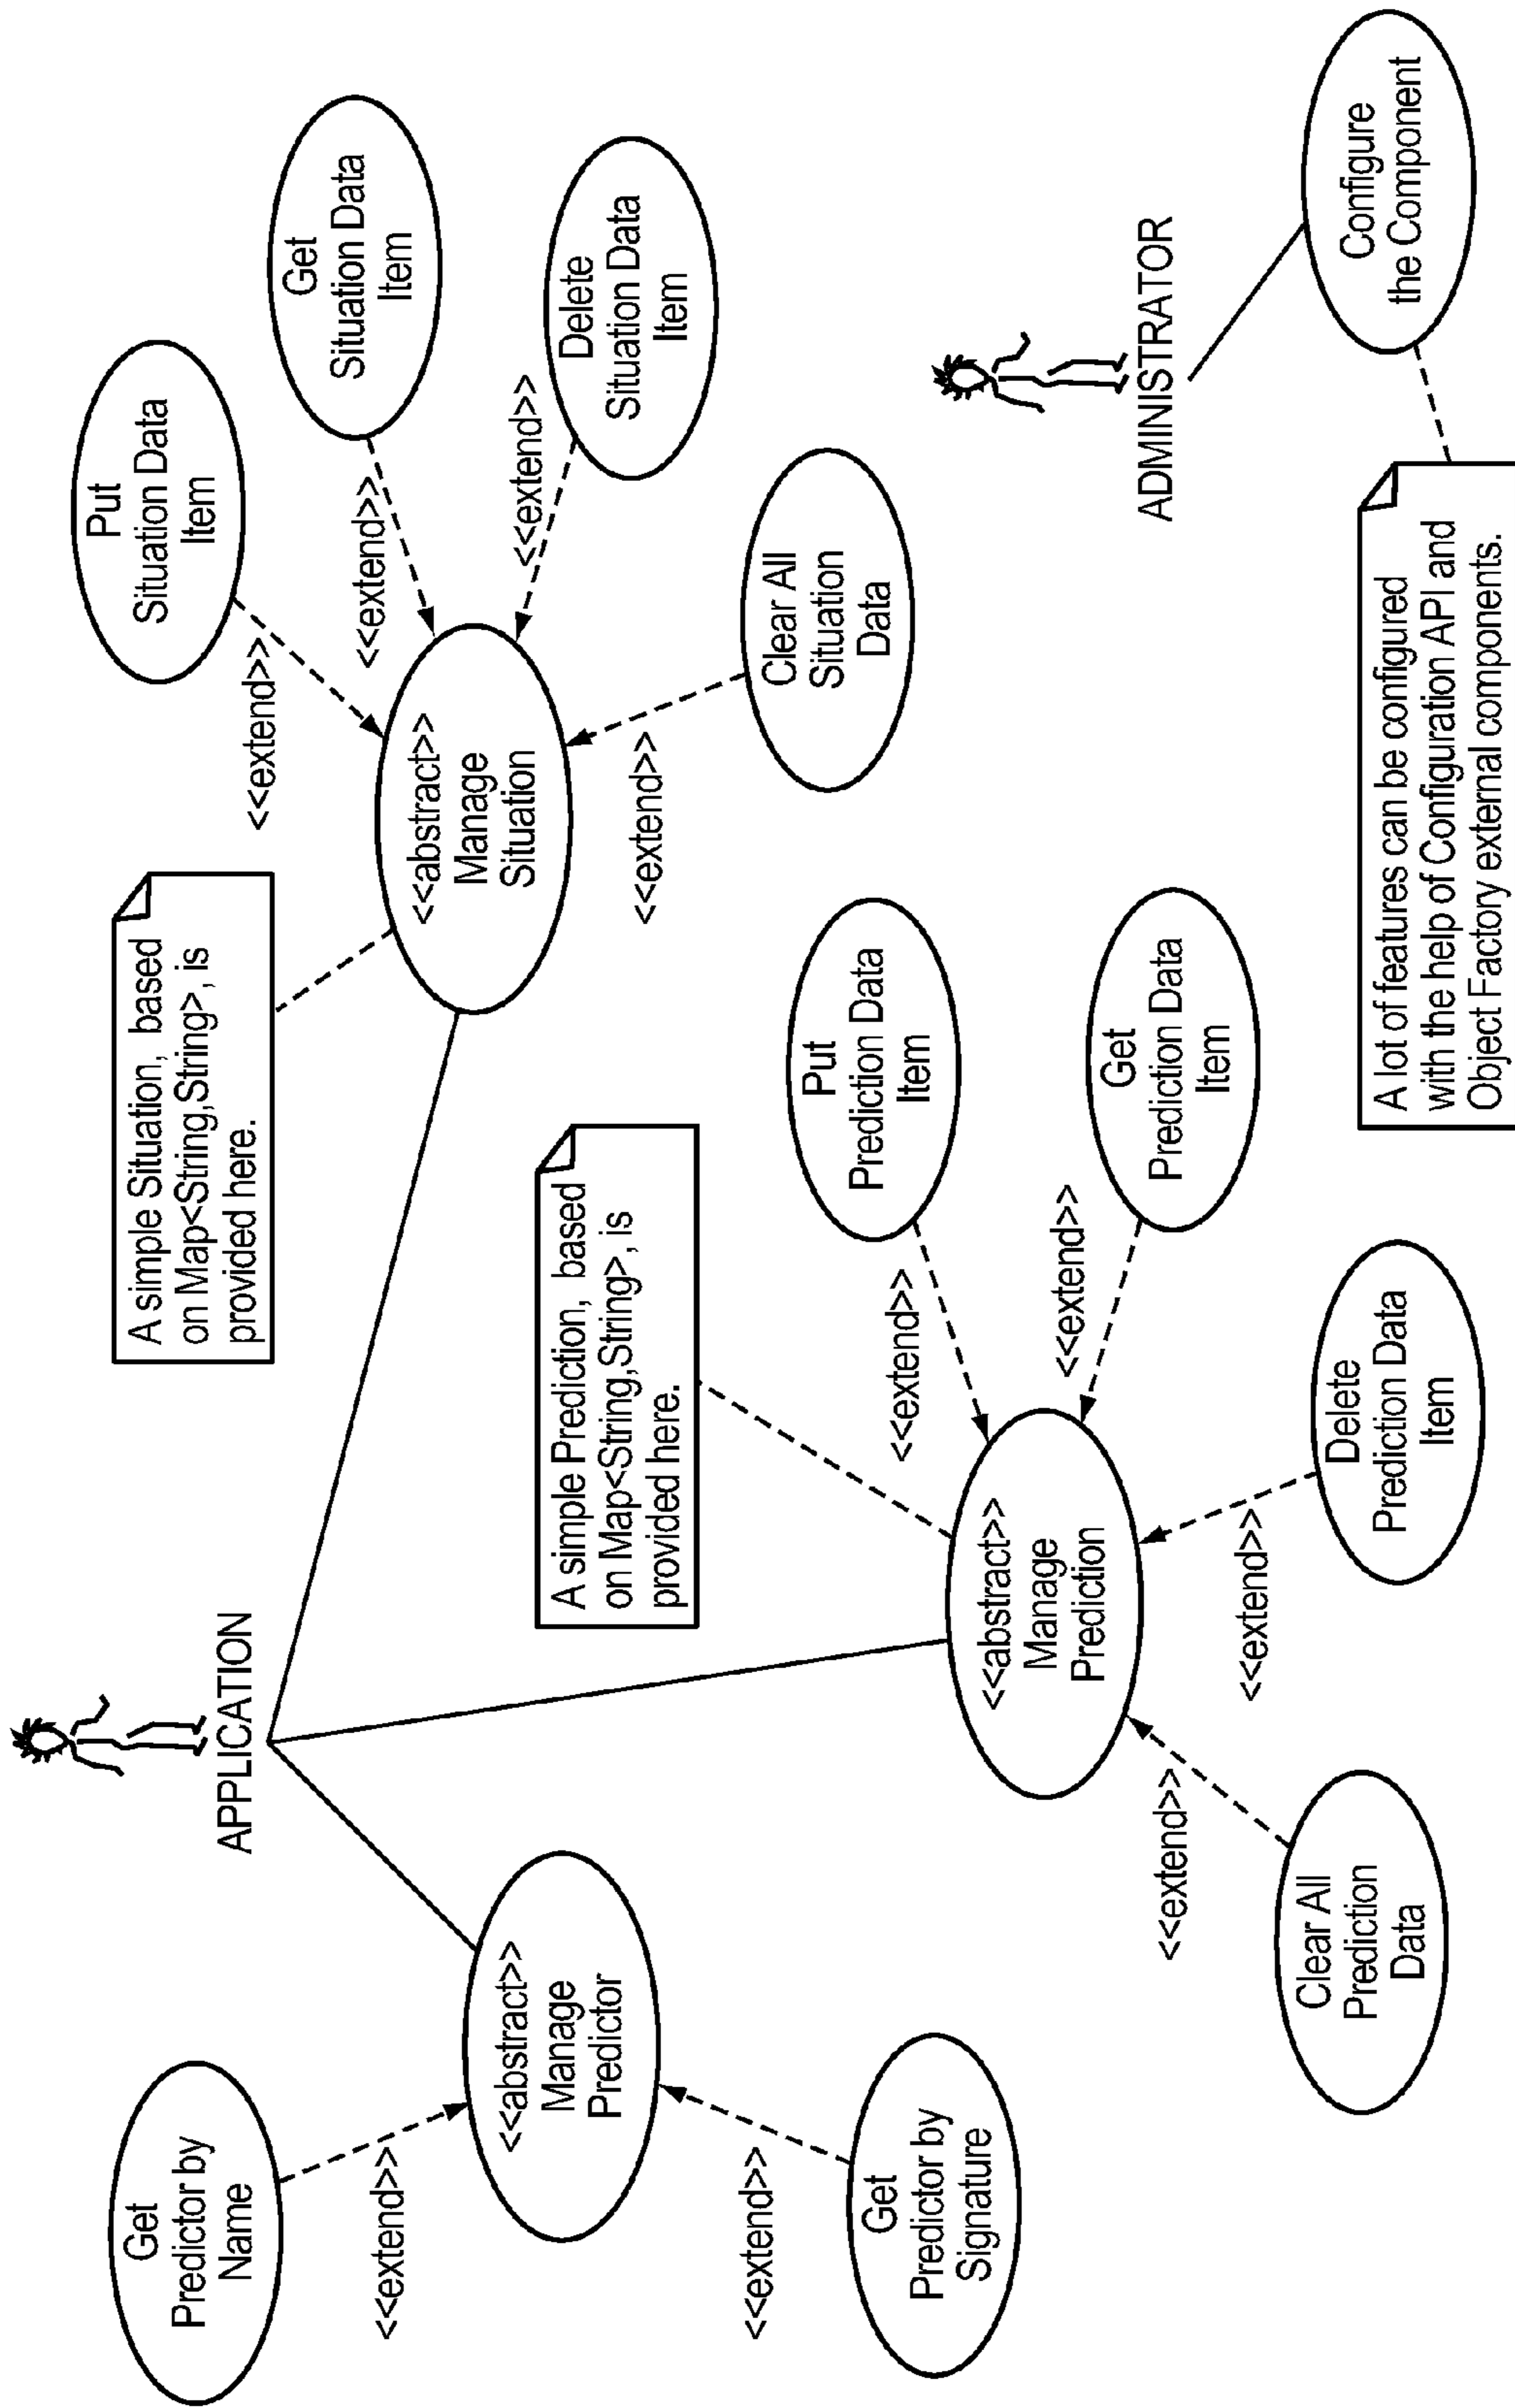 APPLICATION
Get
Predictor by
Name
<<extend>>
<<abstract>>
Manage
Predictor
<<extend>>
Get
Predictor by
Signature
A simple Situation, based
on Map<String,String>, is
provided here.
Put
Situation Data
Item
<<extend>>
Get
Situation Data
Item
<<extend>>
<<abstract>>
Manage
Situation
<<extend>>
Delete
Situation Data
Item
<<extend>>
Clear All
Situation
Data
A simple Prediction, based
on Map<String,String>, is
provided here.
Put
Prediction Data
Item
<<extend>>
<<abstract>>
Manage
Prediction
<<extend>>
Get
Prediction Data
Item
<<extend>>
Delete
Prediction Data
Item
<<extend>>
Clear All
Prediction
Data
ADMINISTRATOR
Configure
the Component
A lot of features can be configured
with the help of Configuration API and
Object Factory external components.